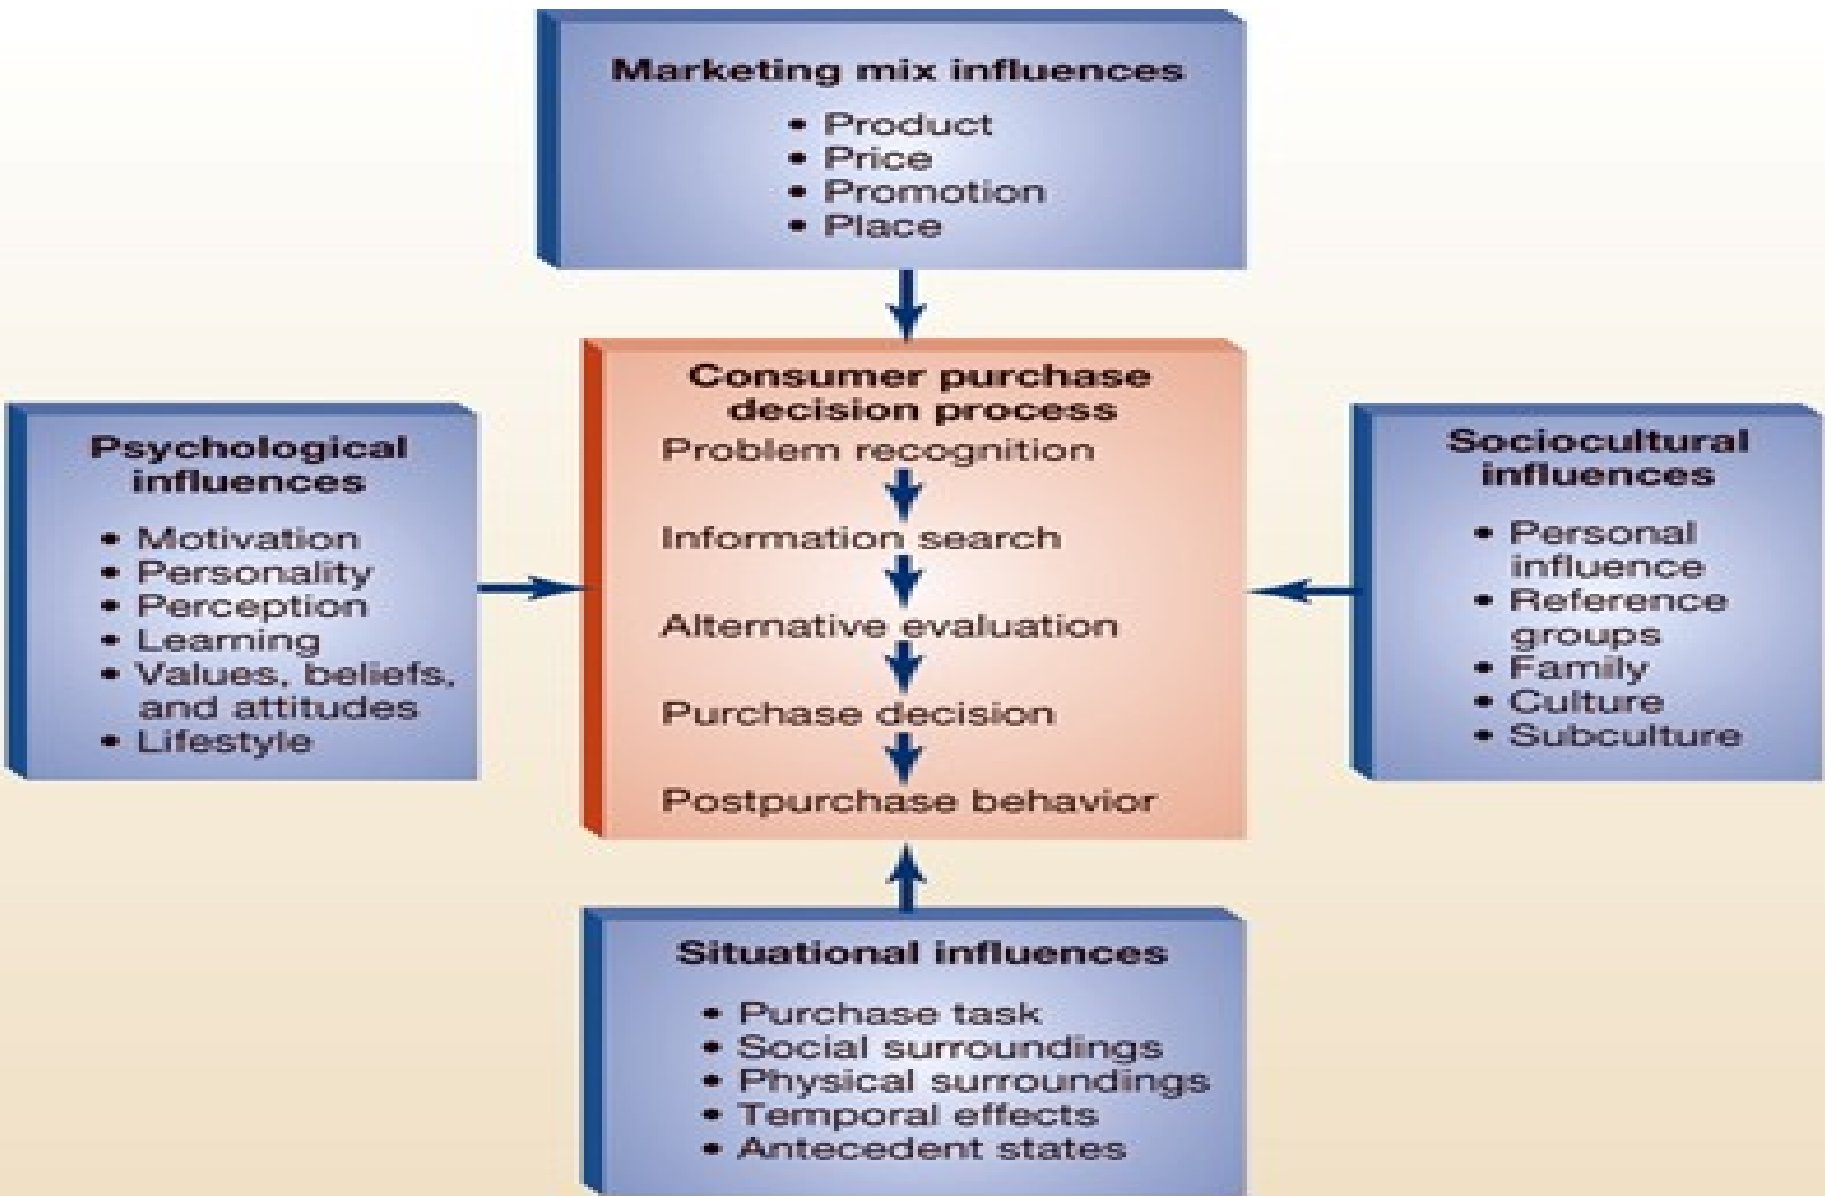 Marketing mix influences
• Product
• Price
• Promotion
• Place
Consumer purchase
decision process
Problem recognition
Information search
Alternative evaluation
Purchase decision
Postpurchase behavior
Psychological
influences
• Motivation
• Personality
• Perception
• Learning
• Values, beliefs,
and attitudes
• Lifestyle
Sociocultural
influences
• Personal
influence
• Reference
groups
• Family
• Culture
• Subculture
Situational influences
• Purchase task
• Social surroundings
• Physical surroundings
• Temporal effects
• Antecedent states